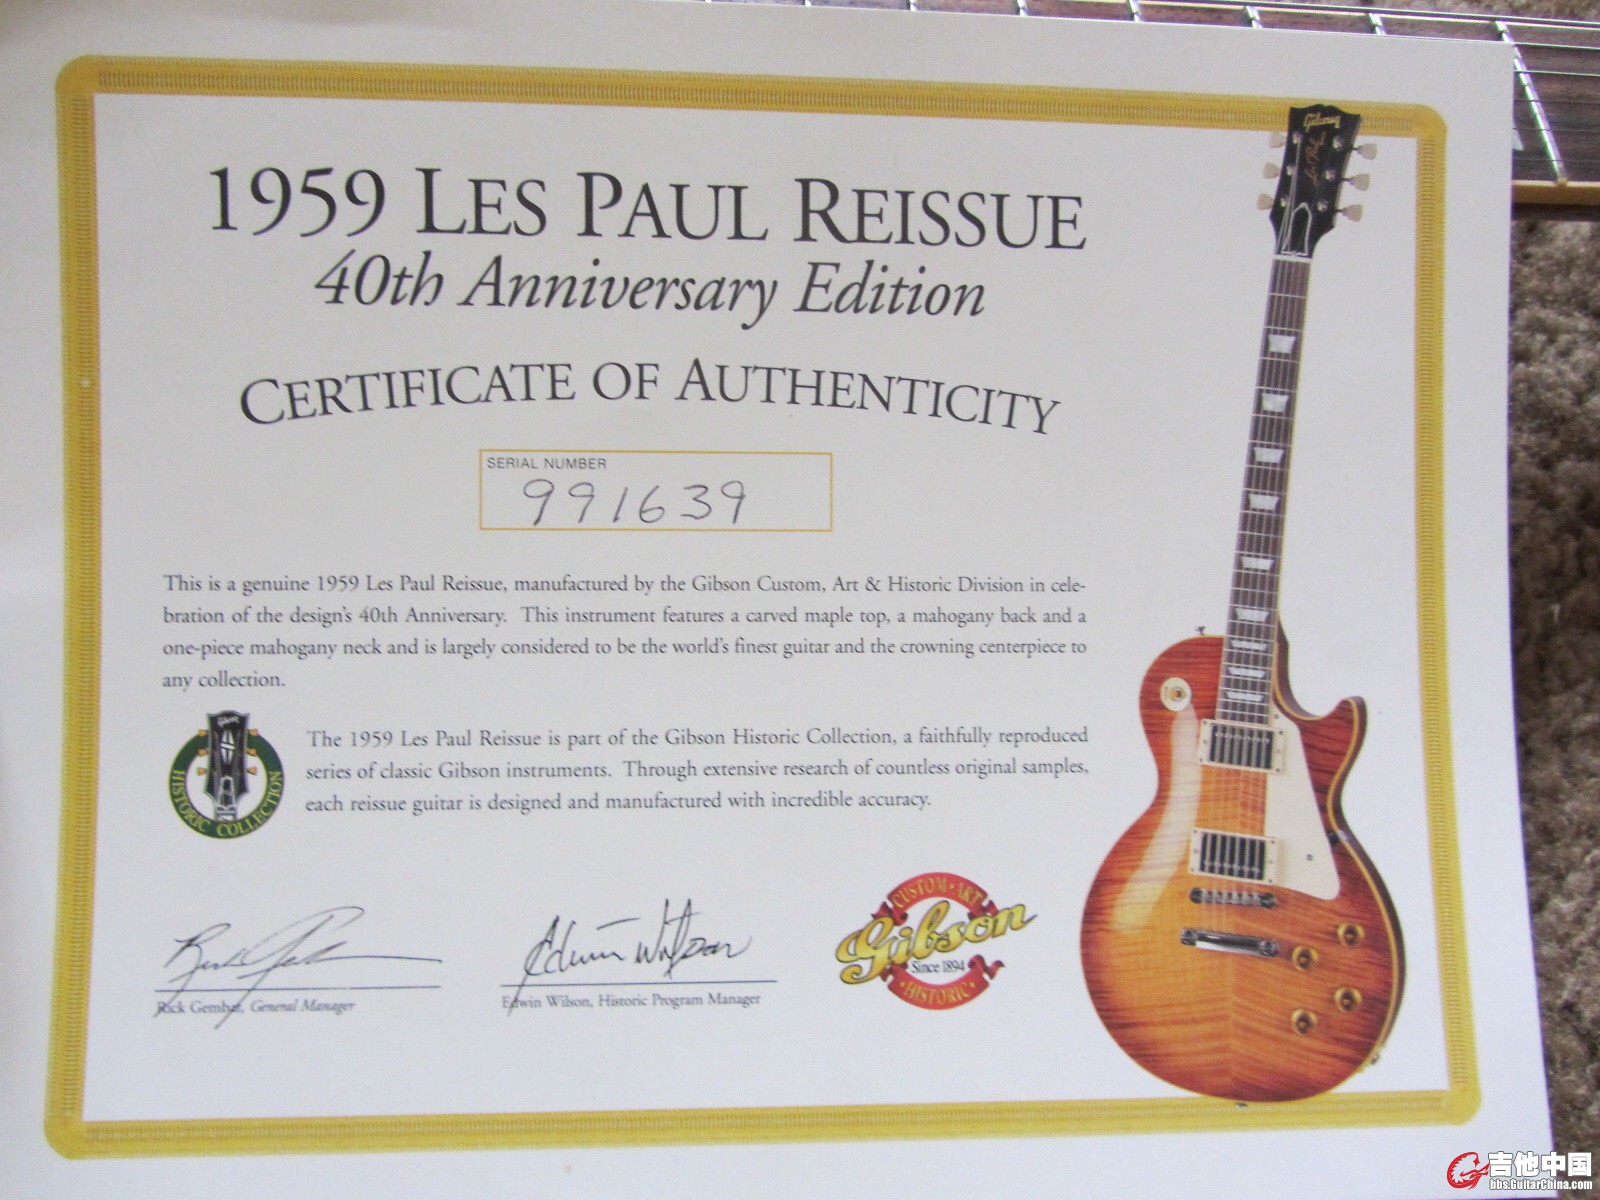 1959 LES PAUL REISSUE
40th Anniversary Edition
CERTIFICATE OF AUTHENTICITY
SERIAL NUMBER
991639
This is a genuine 1959 Les Paul Reissue, manufactured by the Gibson Custom, Art & Historic Division in cele-
bration of the design's 40th Anniversary. This instrument features a carved maple top, a mahogany back and a
one-piece mahogany neck and is largely considered to be the world's finest guitar and the crowning centerpiece to
any collection.
The 1959 Les Paul Reissue is part of the Gibson Historic Collection, a faithfully reproduced
series of classic Gibson instruments. Through extensive research of countless original samples,
each reissue guitar is designed and manufactured with incredible accuracy.
Gibson
HISTORIC COLLECTION
Edwin Wilson
Rick Gembar, General Manager
Edwin Wilson, Historic Program Manager
CUSTOM·ART
Gibson
Since 1894
HISTORIC
Gibson
Les Paul
吉他中国
bbs.GuitarChina.com